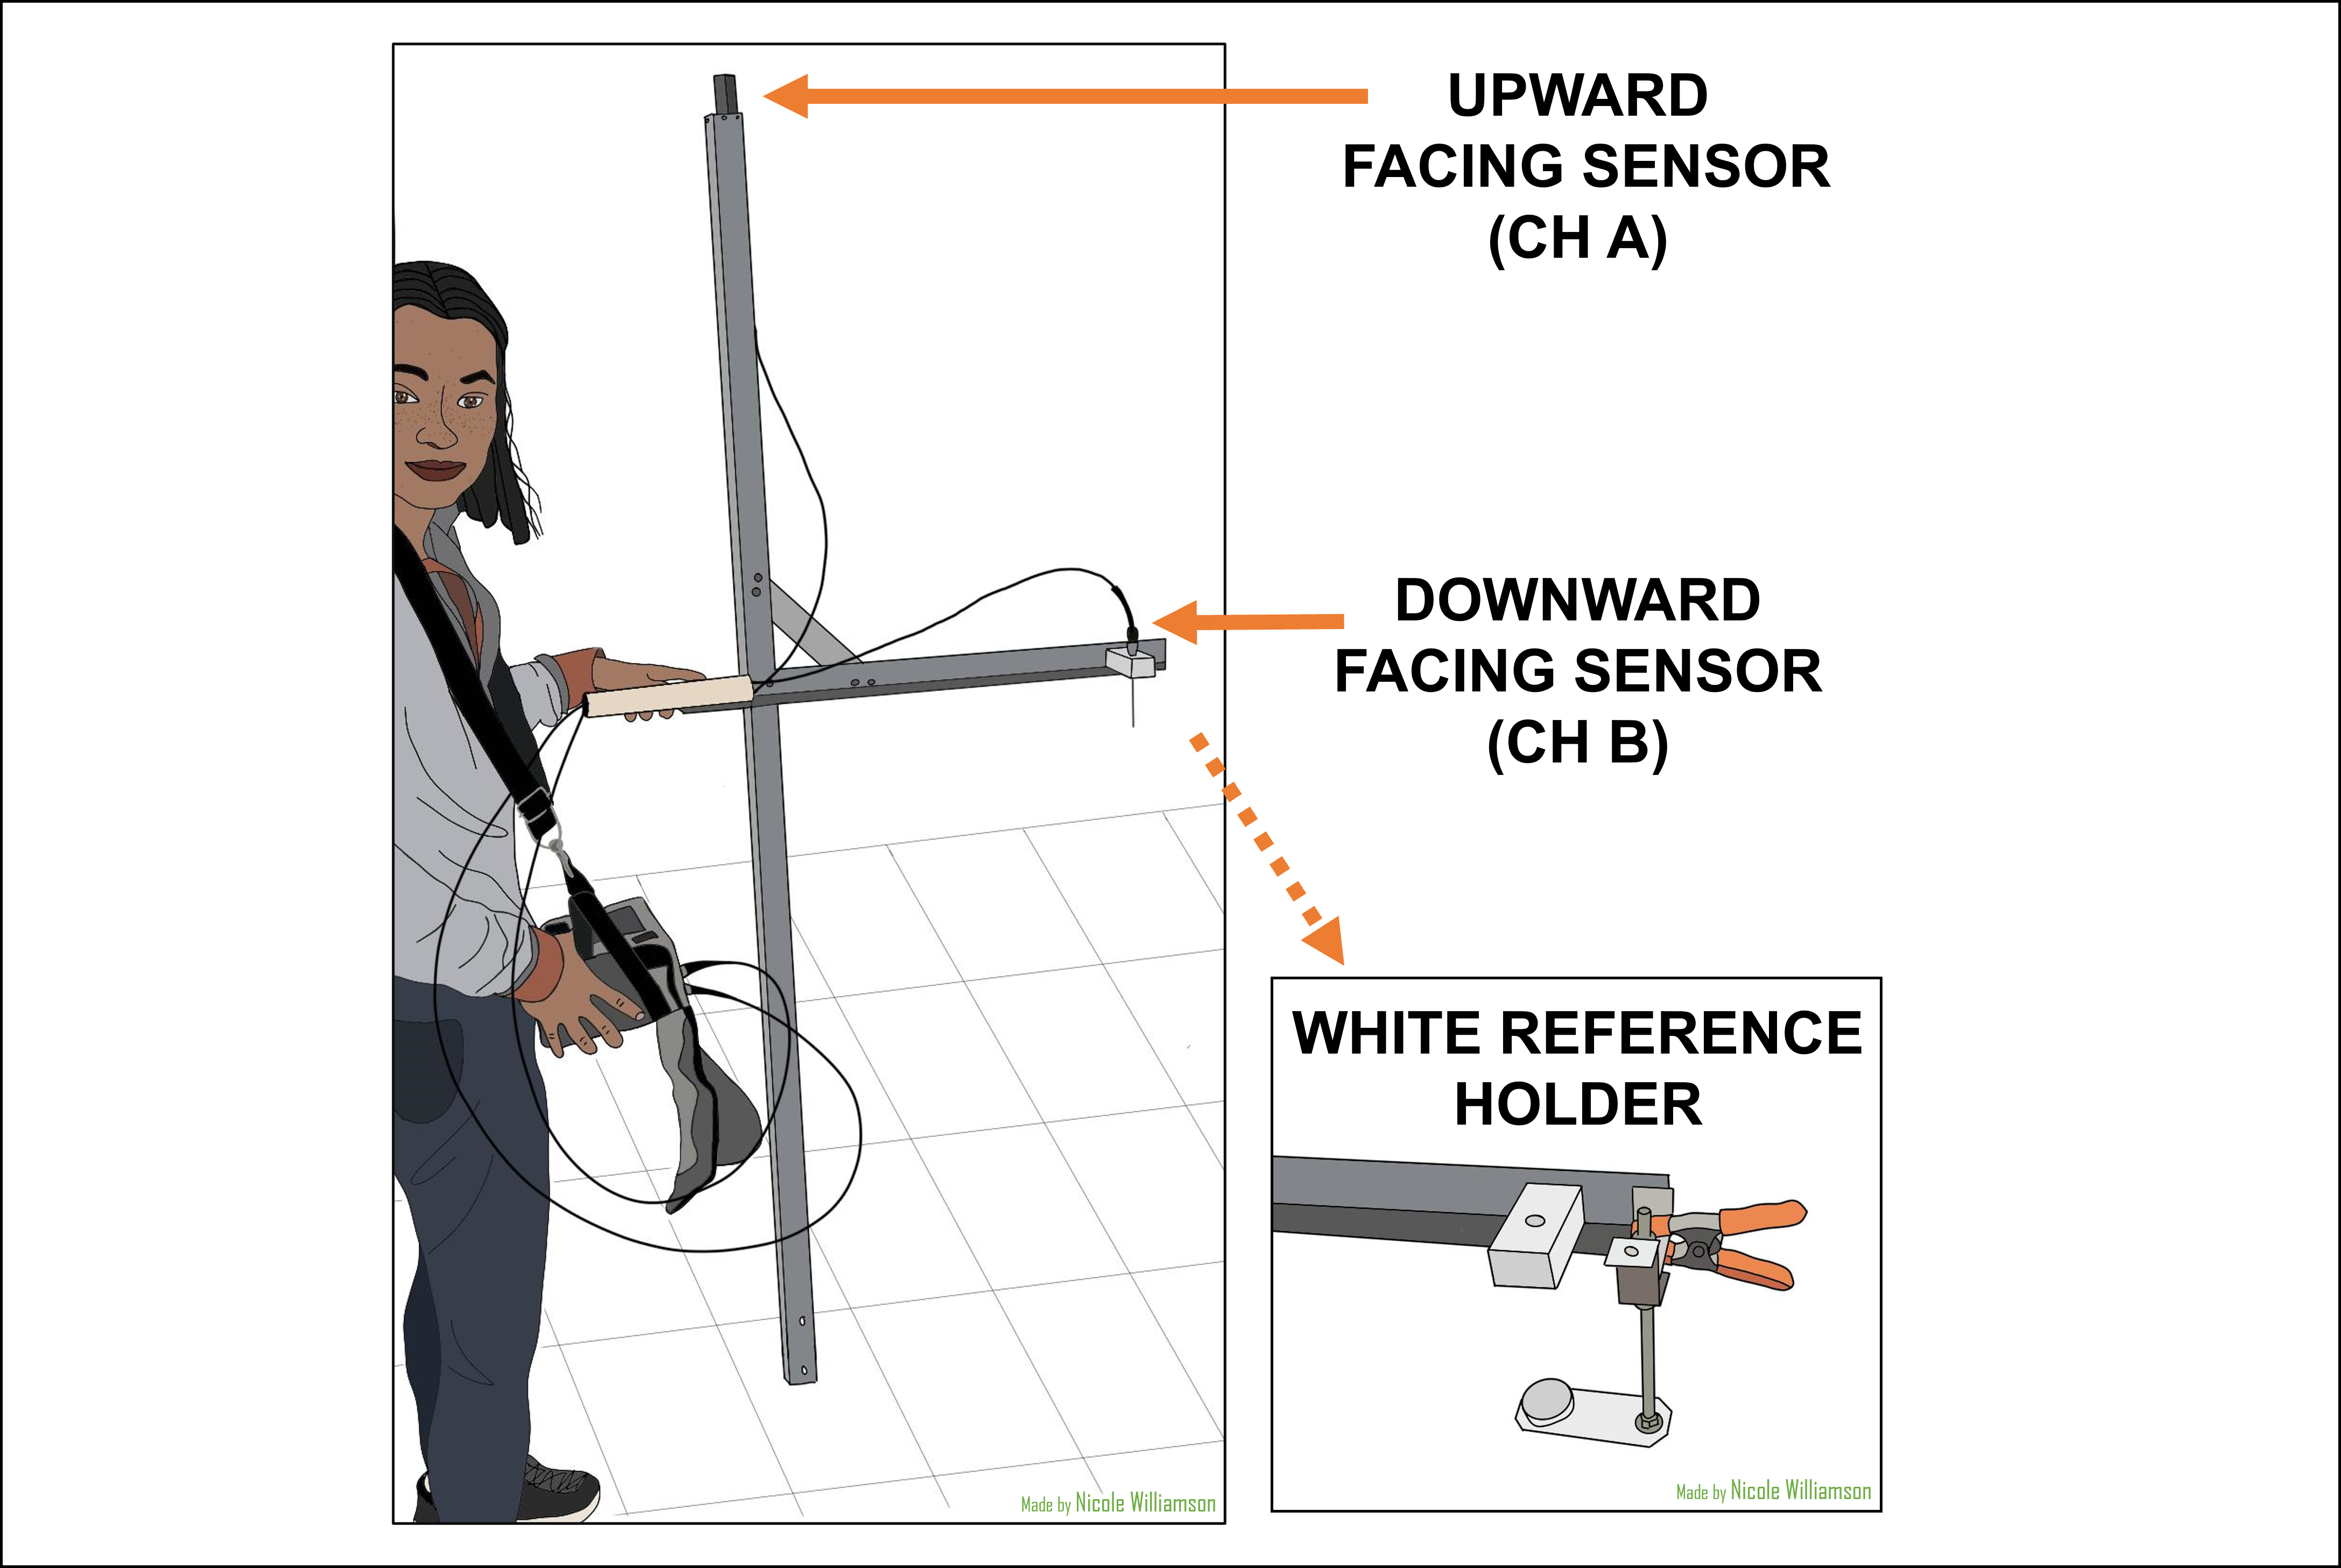 UPWARD
FACING SENSOR
(CH A)
DOWNWARD
FACING SENSOR
(CH B)
WHITE REFERENCE
HOLDER
Made by Nicole Williamson
Made by Nicole Williamson